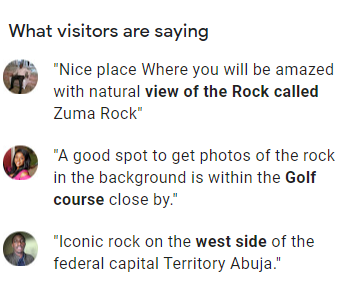 What visitors are saying
"Nice place Where you will be amazed
with natural view of the Rock called
Zuma Rock"
"A good spot to get photos of the rock
in the background is within the Golf
course close by."
"Iconic rock on the west side of the
federal capital Territory Abuja."